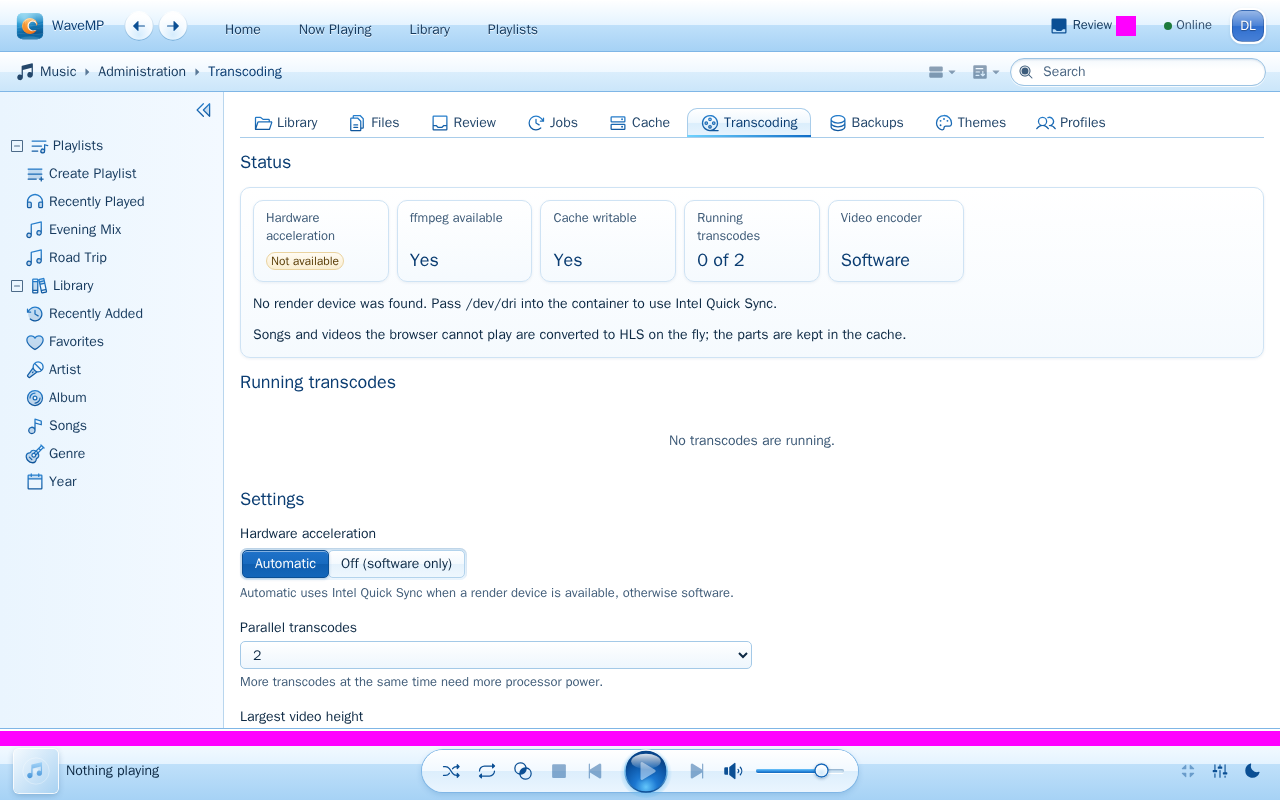 WaveMP
Home
Now Playing
Library
Playlists
Review
Online
DL
Music
Administration
Transcoding
Search
Playlists
Create Playlist
Recently Played
Evening Mix
Road Trip
Library
Recently Added
Favorites
Artist
Album
Songs
Genre
Year
Library
Files
Review
Jobs
Cache
Transcoding
Backups
Themes
Profiles
Status
Hardware
acceleration
Not available
ffmpeg available
Yes
Cache writable
Yes
Running
transcodes
0 of 2
Video encoder
Software
No render device was found. Pass /dev/dri into the container to use Intel Quick Sync.
Songs and videos the browser cannot play are converted to HLS on the fly; the parts are kept in the cache.
Running transcodes
No transcodes are running.
Settings
Hardware acceleration
Automatic
Off (software only)
Automatic uses Intel Quick Sync when a render device is available, otherwise software.
Parallel transcodes
2
More transcodes at the same time need more processor power.
Largest video height
Nothing playing